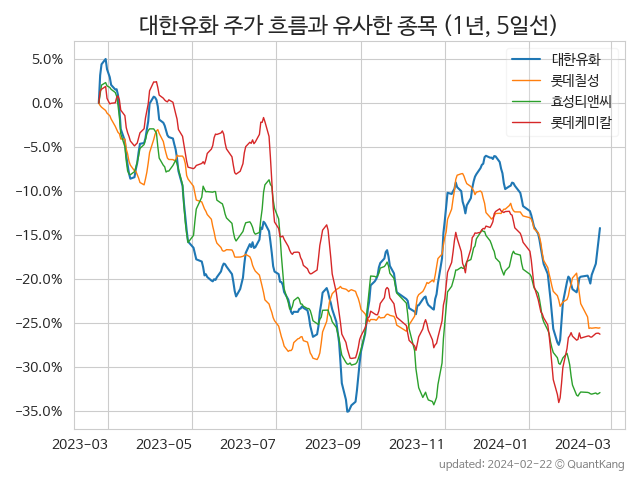 대한유화 주가 흐름과 유사한 종목 (1년, 5일선)
대한유화
롯데칠성
효성티앤씨
롯데케미칼
5.0%
0.0%
−5.0%
−10.0%
−15.0%
−20.0%
−25.0%
−30.0%
−35.0%
2023-03 2023-05 2023-07 2023-09 2023-11 2024-01 2024-03
updated: 2024-02-22 © QuantKang